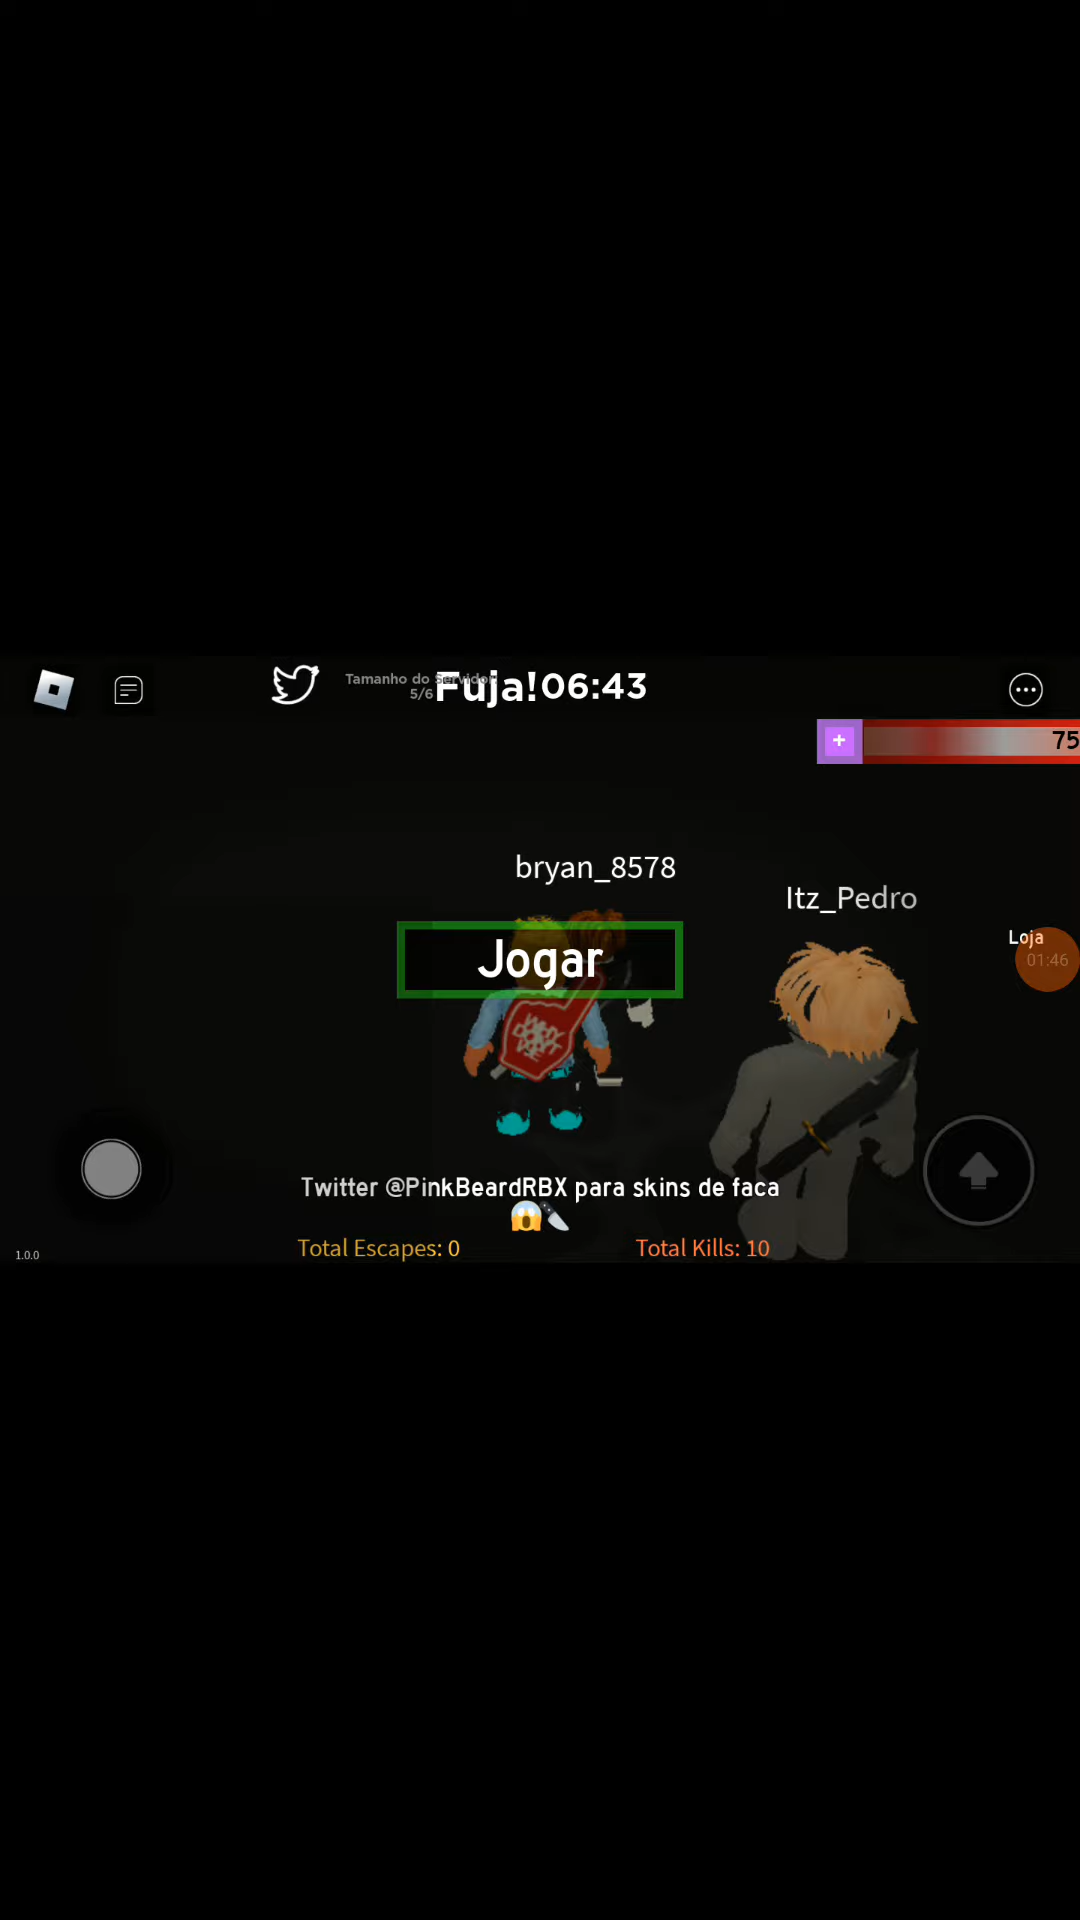 Tamanho do Servidor:
5/6
Fuja!06:43
+
75
bryan_8578
Itz_Pedro
Loja
01:46
Jogar
Twitter @PinkBeardRBX para skins de faca
😱🔪
Total Escapes: 0
Total Kills: 10
1.0.0